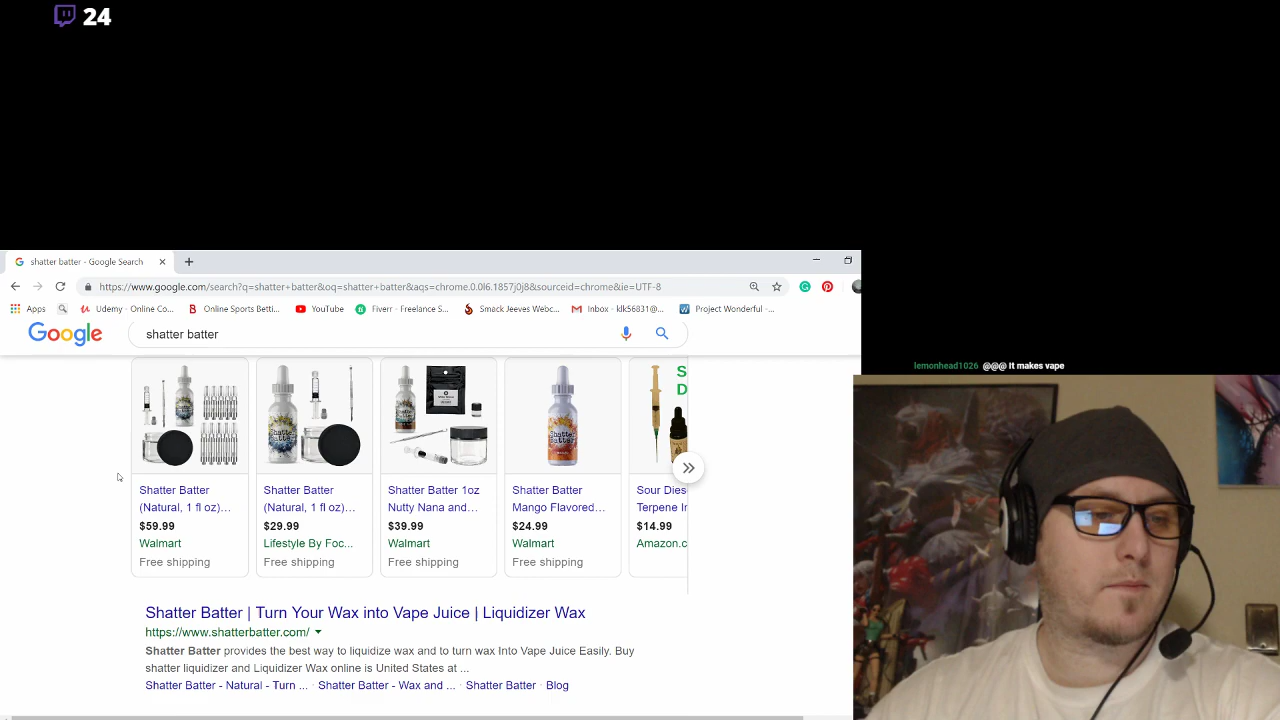 24
shatter batter - Google Search
https://www.google.com/search?q=shatter+batter&oq=shatter+batter&aqs=chrome.0.0l6.1857j0j8&sourceid=chrome&ie=UTF-8
Apps Udemy - Online Co... Online Sports Betti... YouTube Fiverr - Freelance S... Smack Jeeves Webc... Inbox - ldk56831@... Project Wonderful -...
Google shatter batter
Shatter Batter
(Natural, 1 fl oz)...
$59.99
Walmart
Free shipping
Shatter Batter
(Natural, 1 fl oz)...
$29.99
Lifestyle By Foc...
Free shipping
Shatter Batter 1oz
Nutty Nana and...
$39.99
Walmart
Free shipping
Shatter Batter
Mango Flavored...
$24.99
Walmart
Free shipping
S
D
Sour Dies
Terpene In
$14.99
Amazon.c
Shatter Batter | Turn Your Wax into Vape Juice | Liquidizer Wax
https://www.shatterbatter.com/
Shatter Batter provides the best way to liquidize wax and to turn wax Into Vape Juice Easily. Buy
shatter liquidizer and Liquidizer Wax online is United States at ...
Shatter Batter - Natural - Turn ... · Shatter Batter - Wax and ... · Shatter Batter · Blog
lemonhead1026 @@@ It makes vape